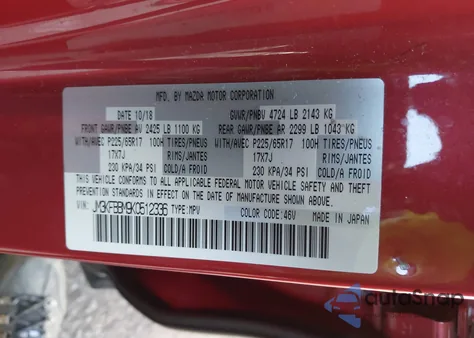 MFD. BY MAZDA MOTOR CORPORATION
DATE 10/18 GVWR/PNBV 4724 LB 2143 KG
FRONT GAWR/PNBE AV 2425 LB 1100 KG REAR GAWR/PNBE AR 2299 LB 1043 KG
WITH/AVEC P225/65R17 100H TIRES/PNEUS WITH/AVEC P225/65R17 100H TIRES/PNEUS
17X7J RIMS/JANTES 17X7J RIMS/JANTES
230 KPA/34 PSI COLD/A FROID 230 KPA/34 PSI COLD/A FROID
THIS VEHICLE CONFORMS TO ALL APPLICABLE FEDERAL MOTOR VEHICLE SAFETY AND THEFT
PREVENTION STANDARDS IN EFFECT ON THE DATE OF MANUFACTURE SHOWN ABOVE.
VIN: JM3KFBBM9K0512336 TYPE:MPV COLOR CODE:46V MADE IN JAPAN
autoSnap